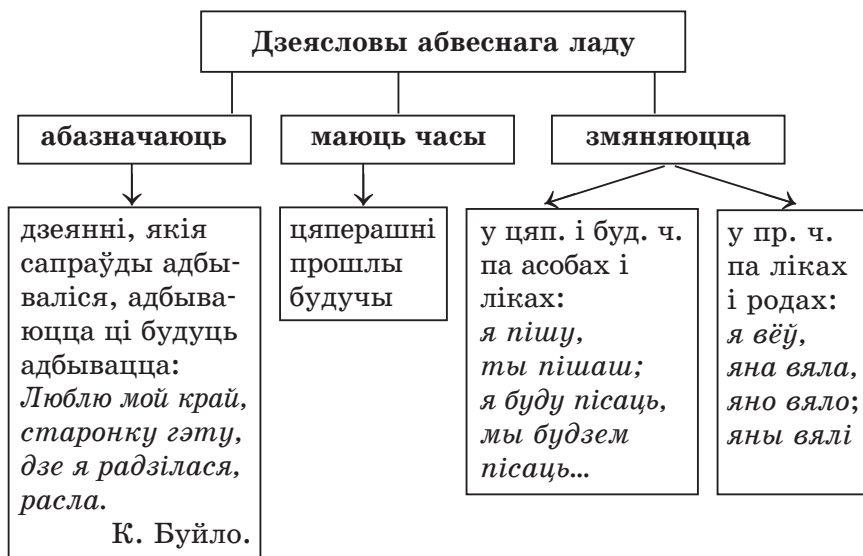 Дзеясловы абвеснага ладу
абазначаюць
маюць часы
змяняюцца
дзеянні, якія
сапраўды адбы-
валіся, адбыва-
юцца ці будуць
адбывацца:
Люблю мой край,
старонку гэту,
дзе я радзілася,
расла.
К. Буйло.
цяперашні
прошлы
будучы
у цяп. і буд. ч.
па асобах і
ліках:
я пішу,
ты пішаш;
я буду пісаць,
мы будзем
пісаць...
у пр. ч.
па ліках
і родах:
я вёў,
яна вяла,
яно вяло;
яны вялі